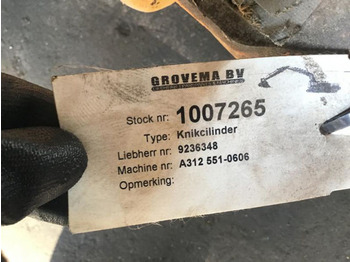 GROVEMA BV
Stock nr: 1007265
Type: Knikcilinder
Liebherr nr: 9236348
Machine nr: A312 551-0606
Opmerking: